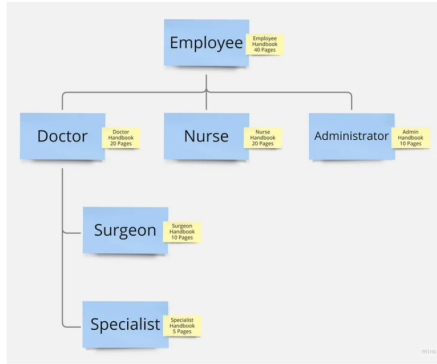 Employee
Employee
Handbook
40 Pages
Doctor
Doctor
Handbook
20 Pages
Nurse
Nurse
Handbook
20 Pages
Administrator
Admin
Handbook
10 Pages
Surgeon
Surgeon
Handbook
10 Pages
Specialist
Specialist
Handbook
5 Pages
miro